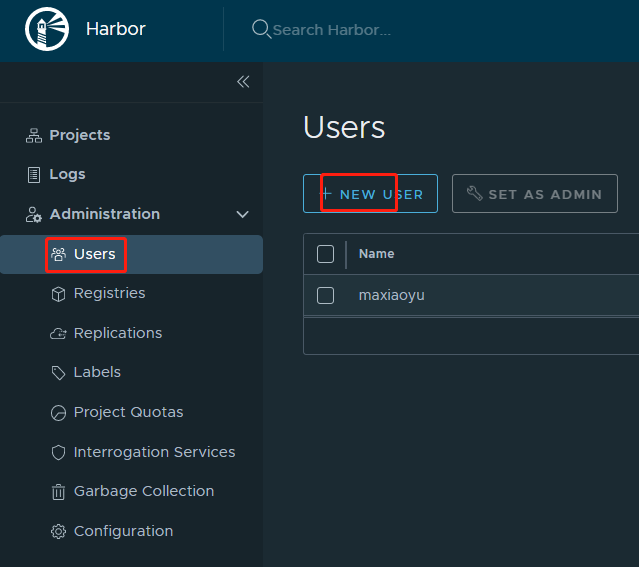 Harbor
Search Harbor...
Projects
Logs
Administration
Users
Registries
Replications
Labels
Project Quotas
Interrogation Services
Garbage Collection
Configuration
Users
+ NEW USER
SET AS ADMIN
Name
maxiaoyu